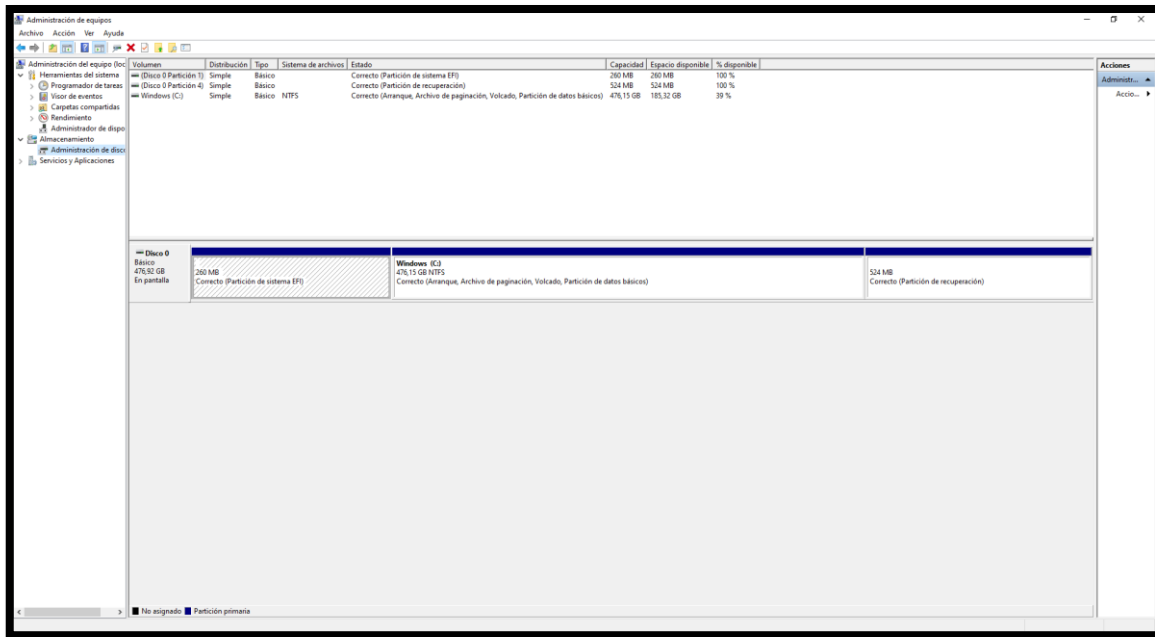 Administración de equipos
Archivo Acción Ver Ayuda
Administración del equipo (loc
Herramientas del sistema
Programador de tareas
Visor de eventos
Carpetas compartidas
Rendimiento
Administrador de dispo
Almacenamiento
Administración de disco
Servicios y Aplicaciones
Volumen Distribución Tipo Sistema de archivos Estado Capacidad Espacio disponible % disponible
(Disco 0 Partición 1) Simple Básico Correcto (Partición de sistema EFI) 260 MB 260 MB 100 %
(Disco 0 Partición 4) Simple Básico Correcto (Partición de recuperación) 524 MB 524 MB 100 %
Windows (C:) Simple Básico NTFS Correcto (Arranque, Archivo de paginación, Volcado, Partición de datos básicos) 476,15 GB 185,32 GB 39 %
Disco 0
Básico
476,92 GB
En pantalla
260 MB
Correcto (Partición de sistema EFI)
Windows (C:)
476,15 GB NTFS
Correcto (Arranque, Archivo de paginación, Volcado, Partición de datos básicos)
524 MB
Correcto (Partición de recuperación)
No asignado Partición primaria
Acciones
Administr...
Accio...